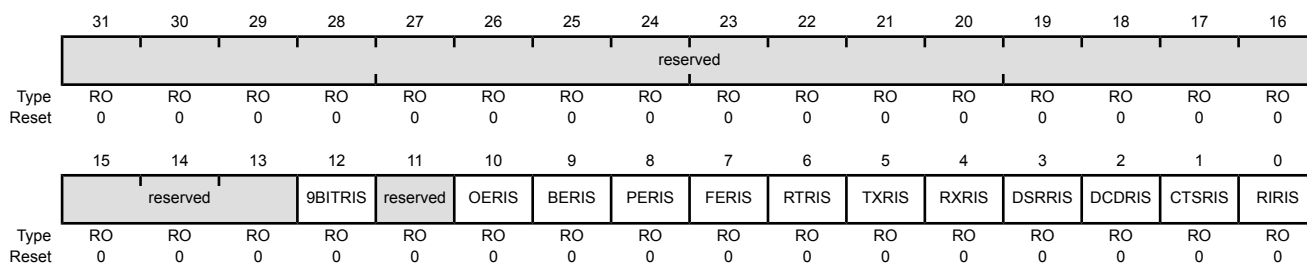 31 30 29 28 27 26 25 24 23 22 21 20 19 18 17 16
reserved
Type RO RO RO RO RO RO RO RO RO RO RO RO RO RO RO RO
Reset 0 0 0 0 0 0 0 0 0 0 0 0 0 0 0 0
15 14 13 12 11 10 9 8 7 6 5 4 3 2 1 0
reserved 9BITRIS reserved OERIS BERIS PERIS FERIS RTRIS TXRIS RXRIS DSRRIS DCDRIS CTSRIS RIRIS
Type RO RO RO RO RO RO RO RO RO RO RO RO RO RO RO RO
Reset 0 0 0 0 0 0 0 0 0 0 0 0 0 0 0 0